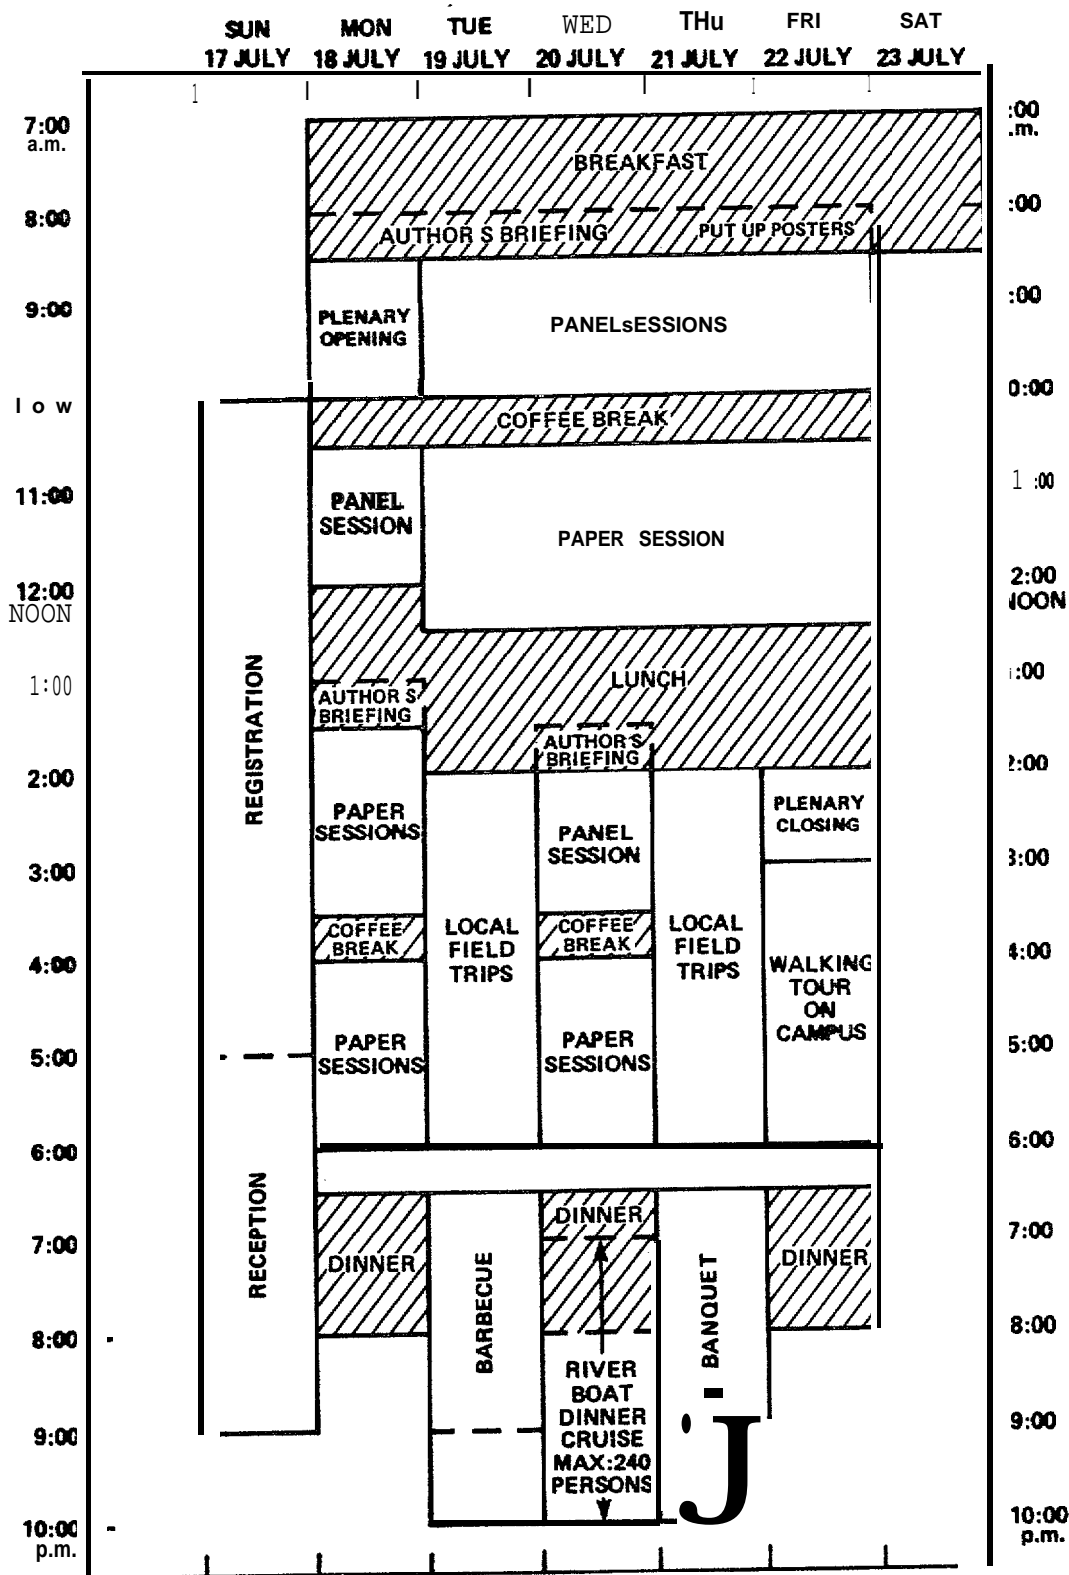 SUN MON TUE WED THu FRI SAT
17 JULY 18 JULY 19 JULY 20 JULY 21 JULY 22 JULY 23 JULY
7:00
a.m.
:00
.m.
BREAKFAST
8:00
:00
AUTHOR S BRIEFING
PUT UP POSTERS
9:00
:00
PLENARY
OPENING
PANELsESSIONS
low
0:00
COFFEE BREAK
11:00
1 :00
PANEL
SESSION
PAPER SESSION
12:00
NOON
2:00
NOON
1:00
:00
LUNCH
AUTHOR S
BRIEFING
AUTHOR'S
BRIEFING
REGISTRATION
2:00
2:00
PAPER
SESSIONS
PANEL
SESSION
PLENARY
CLOSING
3:00
3:00
COFFEE
BREAK
LOCAL
FIELD
TRIPS
COFFEE
BREAK
LOCAL
FIELD
TRIPS
4:00
4:00
WALKING
TOUR
ON
CAMPUS
PAPER
SESSIONS
PAPER
SESSIONS
5:00
5:00
6:00
6:00
RECEPTION
7:00
7:00
DINNER
BARBECUE
DINNER
BANQUET
DINNER
8:00
8:00
RIVER
BOAT
DINNER
CRUISE
MAX:240
PERSONS
J
9:00
9:00
10:00
p.m.
10:00
p.m.